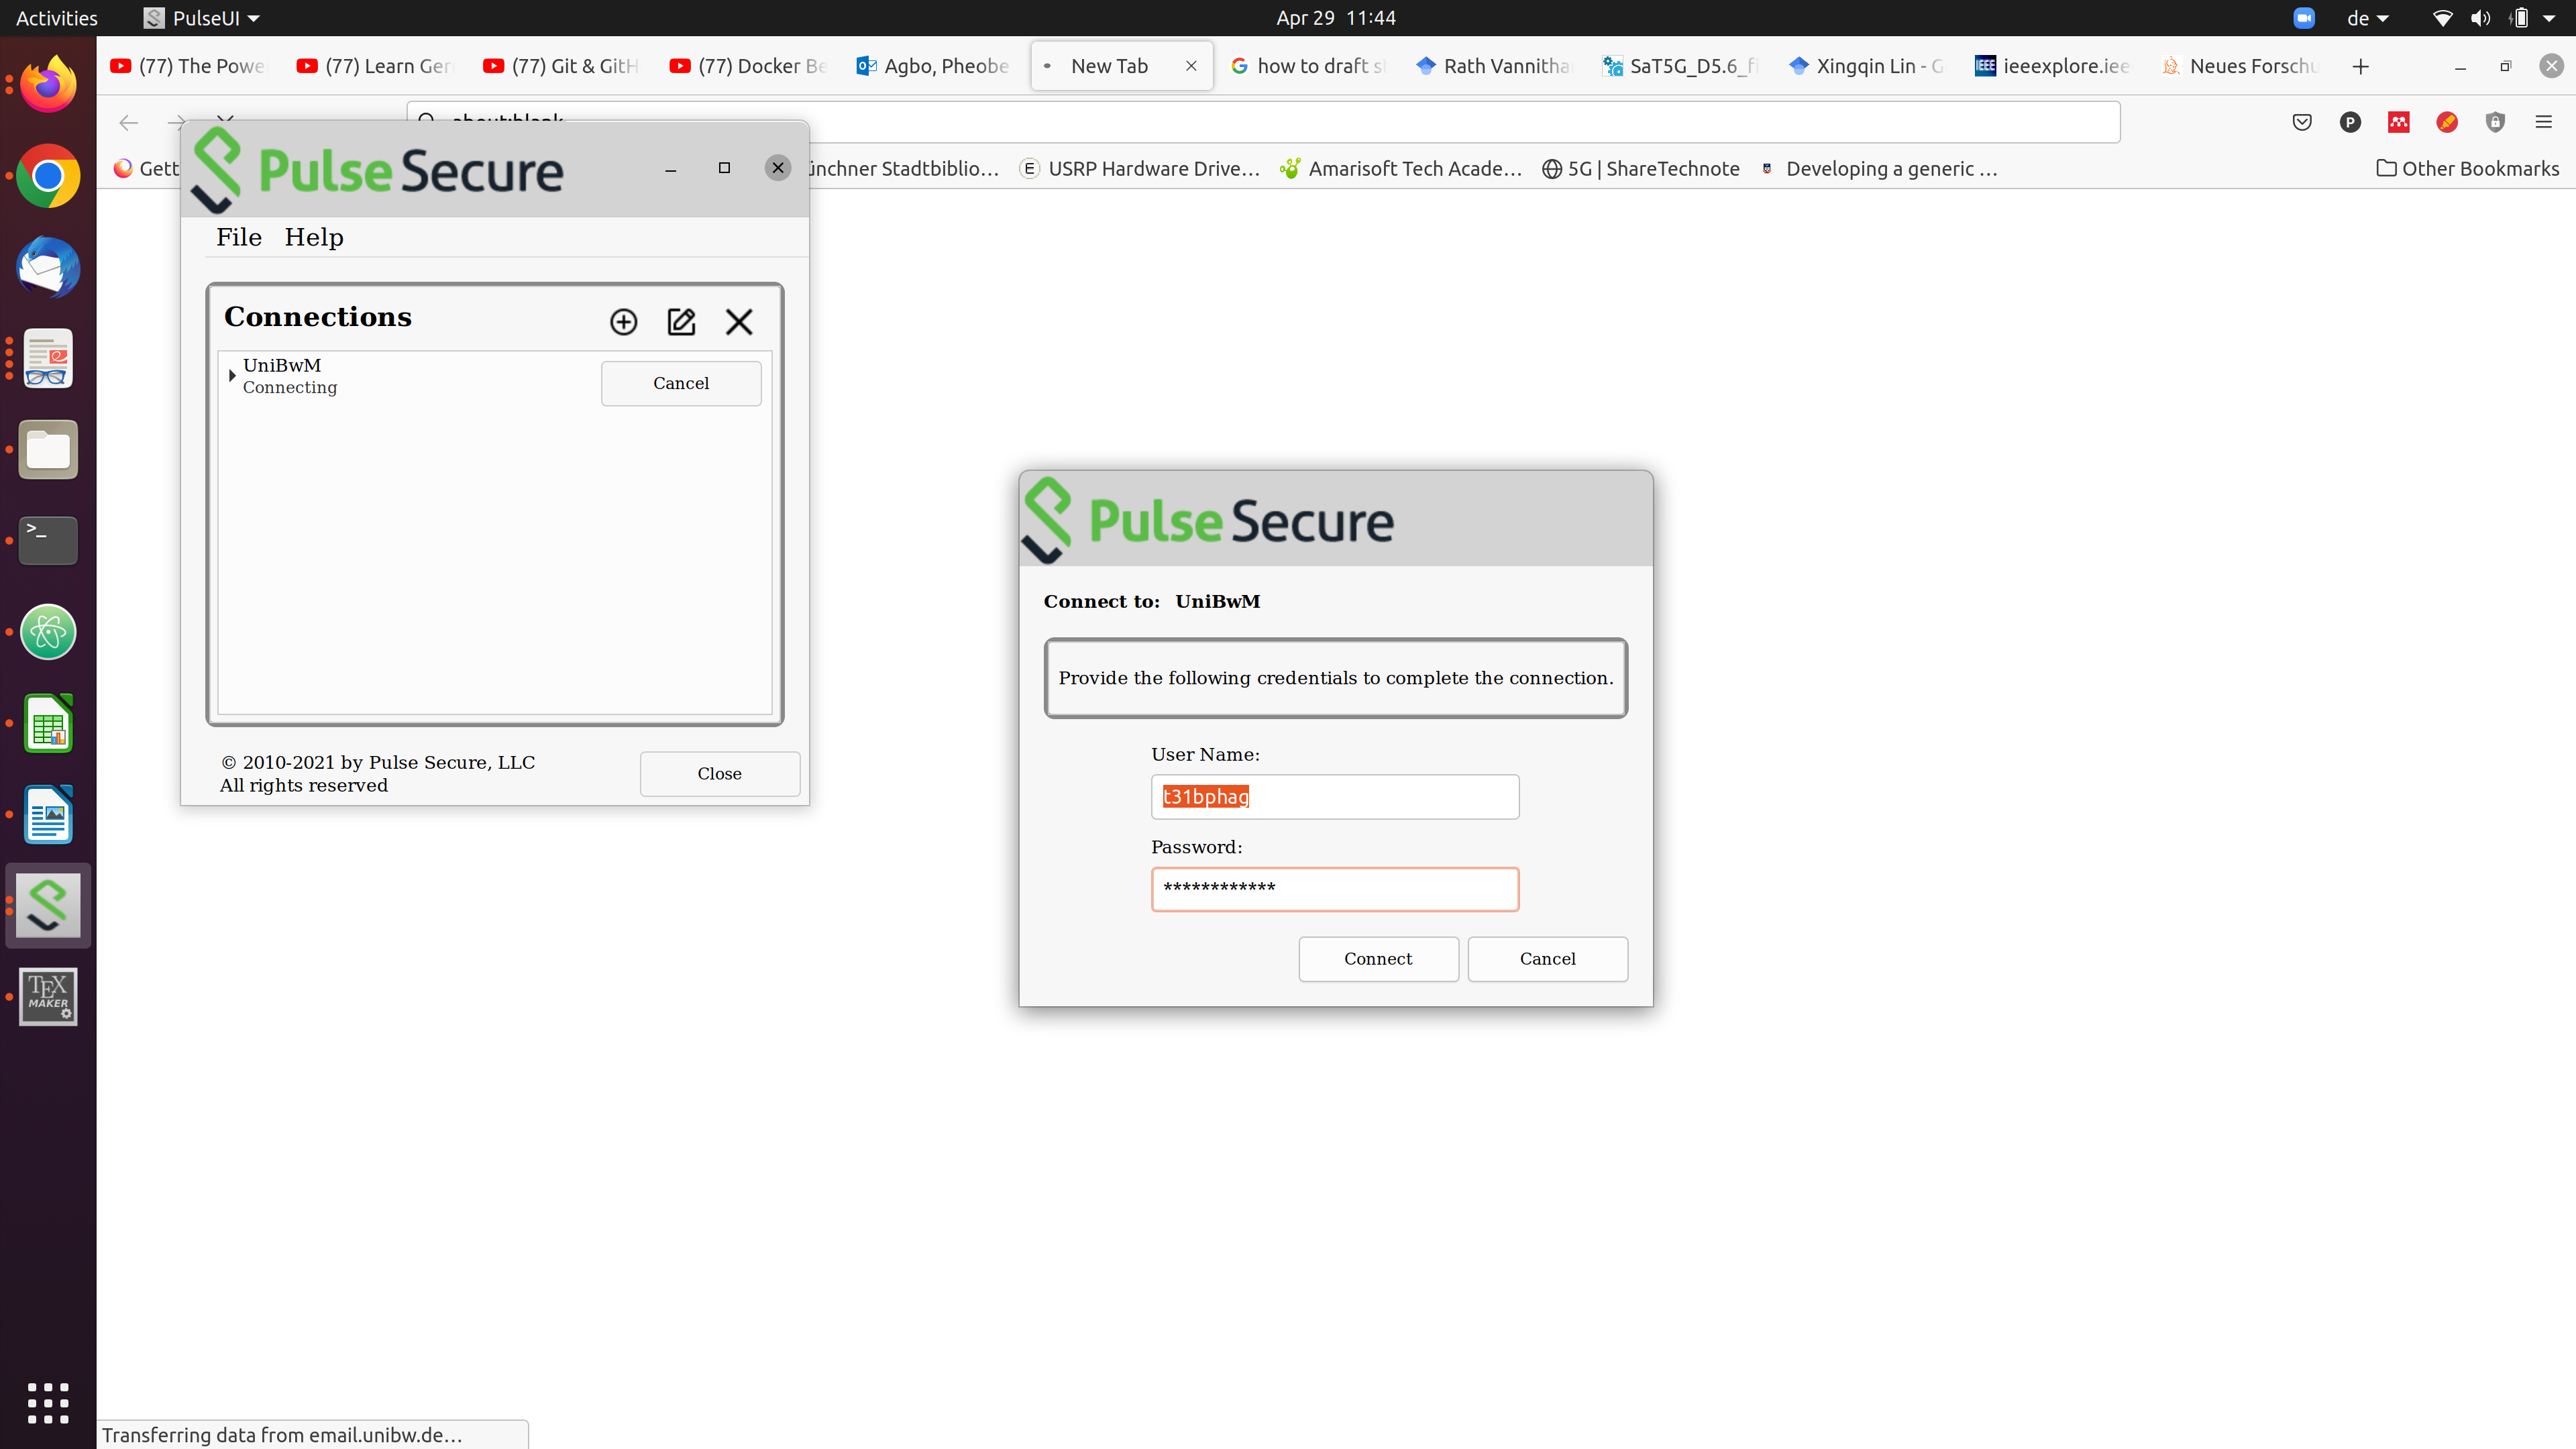 Activities
PulseUI
Apr 29 11:44
de
(77) The Powe
(77) Learn Ger
(77) Git & GitH
(77) Docker Be
Agbo, Pheobe
New Tab
how to draft s
Rath Vannitha
SaT5G_D5.6_fi
Xingqin Lin - G
ieeexplore.iee
Neues Forschu
Gett
ünchner Stadtbiblio...
USRP Hardware Drive...
Amarisoft Tech Acade...
5G | ShareTechnote
Developing a generic ...
Other Bookmarks
Pulse Secure
File Help
Connections
UniBwM
Connecting
Cancel
© 2010-2021 by Pulse Secure, LLC
All rights reserved
Close
Pulse Secure
Connect to: UniBwM
Provide the following credentials to complete the connection.
User Name:
t31bphag
Password:
************
Connect
Cancel
TEX
MAKER
Transferring data from email.unibw.de...